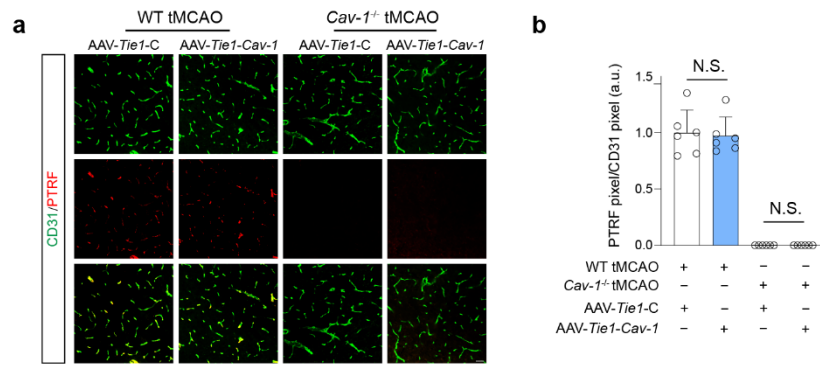 a
WT tMCAO
Cav-1⁻/⁻ tMCAO
AAV-Tie1-C
AAV-Tie1-Cav-1
AAV-Tie1-C
AAV-Tie1-Cav-1
CD31/PTRF
b
N.S.
N.S.
PTRF pixel/CD31 pixel (a.u.)
1.5
1.0
0.5
0.0
WT tMCAO + + − −
Cav-1⁻/⁻ tMCAO − − + +
AAV-Tie1-C + − + −
AAV-Tie1-Cav-1 − + − +